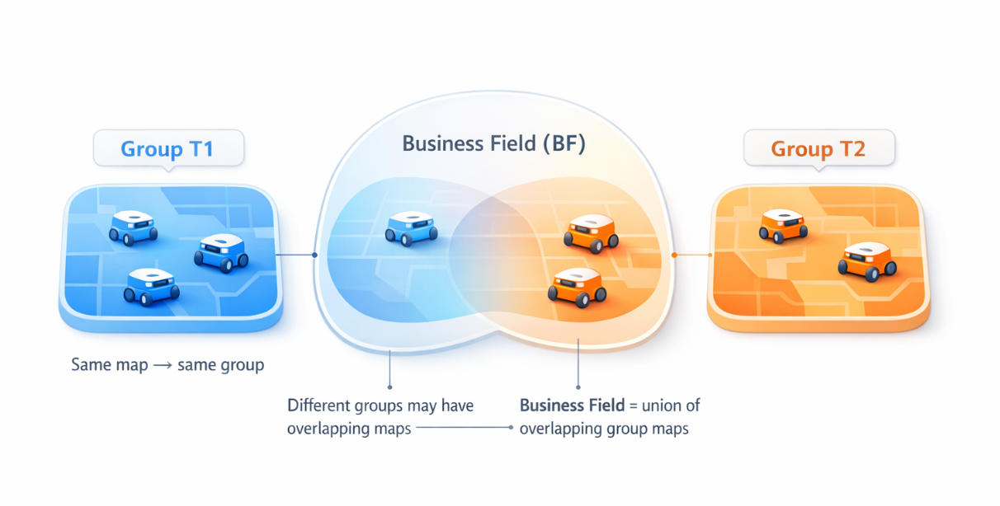 Business Field (BF)
Group T1
Group T2
Same map → same group
Different groups may have
overlapping maps
Business Field = union of
overlapping group maps